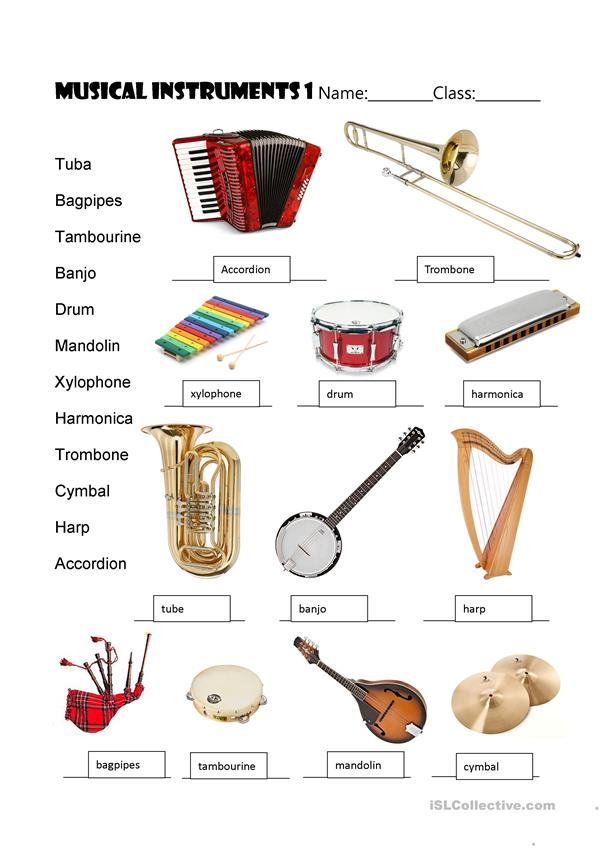 MUSICAL INSTRUMENTS 1 Name:_______Class:_______
Tuba
Bagpipes
Tambourine
Banjo
Drum
Mandolin
Xylophone
Harmonica
Trombone
Cymbal
Harp
Accordion
Accordion
Trombone
xylophone
drum
harmonica
tube
banjo
harp
bagpipes
tambourine
mandolin
cymbal
iSLCollective.com